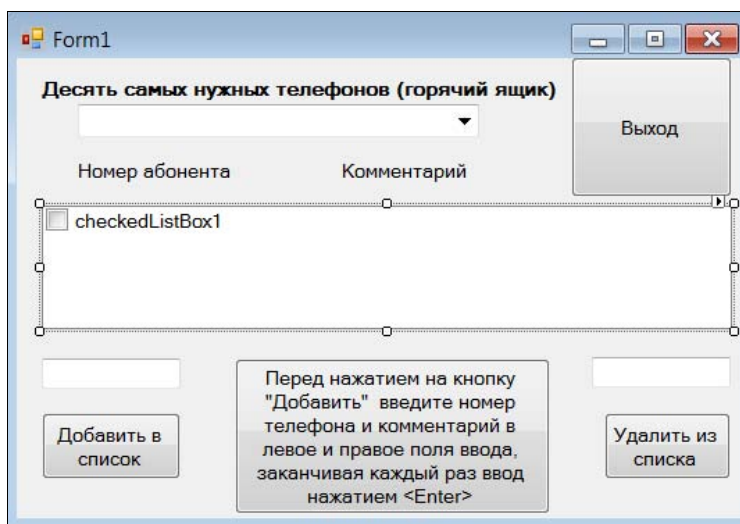 Form1
Десять самых нужных телефонов (горячий ящик)
Выход
Номер абонента
Комментарий
checkedListBox1
Добавить в
список
Перед нажатием на кнопку
"Добавить" введите номер
телефона и комментарий в
левое и правое поля ввода,
заканчивая каждый раз ввод
нажатием <Enter>
Удалить из
списка